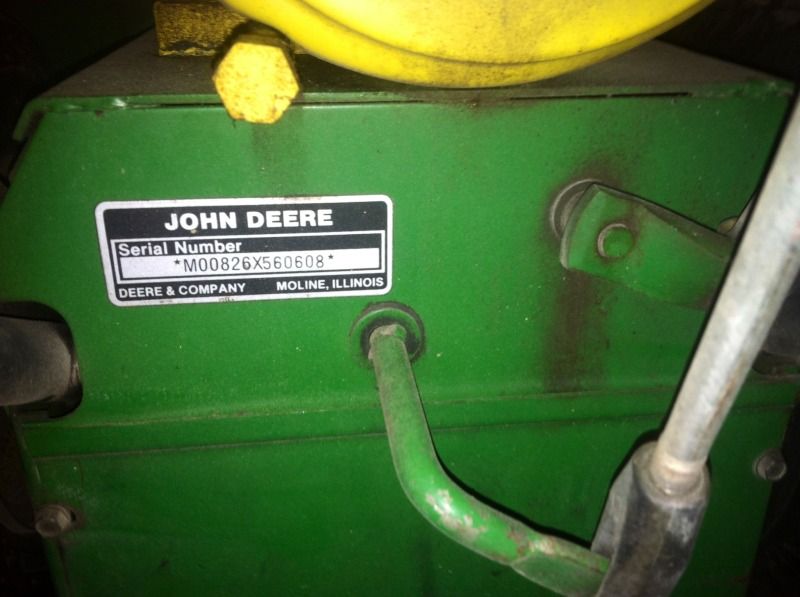 JOHN DEERE
Serial Number
*M00826X560608*
DEERE & COMPANY MOLINE, ILLINOIS